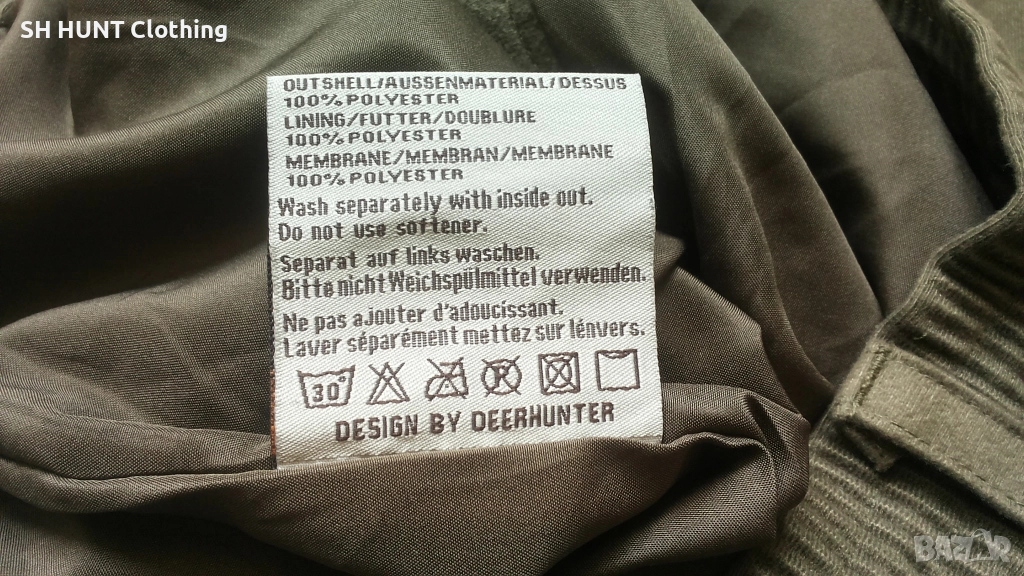 SH HUNT Clothing
OUTSHELL/AUSSENMATERIAL/DESSUS
100% POLYESTER
LINING/FUTTER/DOUBLURE
100% POLYESTER
MEMBRANE/MEMBRAN/MEMBRANE
100% POLYESTER
Wash separately with inside out.
Do not use softener.
Separat auf links waschen.
Bitte nicht Weichspülmittel verwenden.
Ne pas ajouter d'adoucissant.
Laver séparément mettez sur lénvers.
30° P
DESIGN BY DEERHUNTER
BAZAR